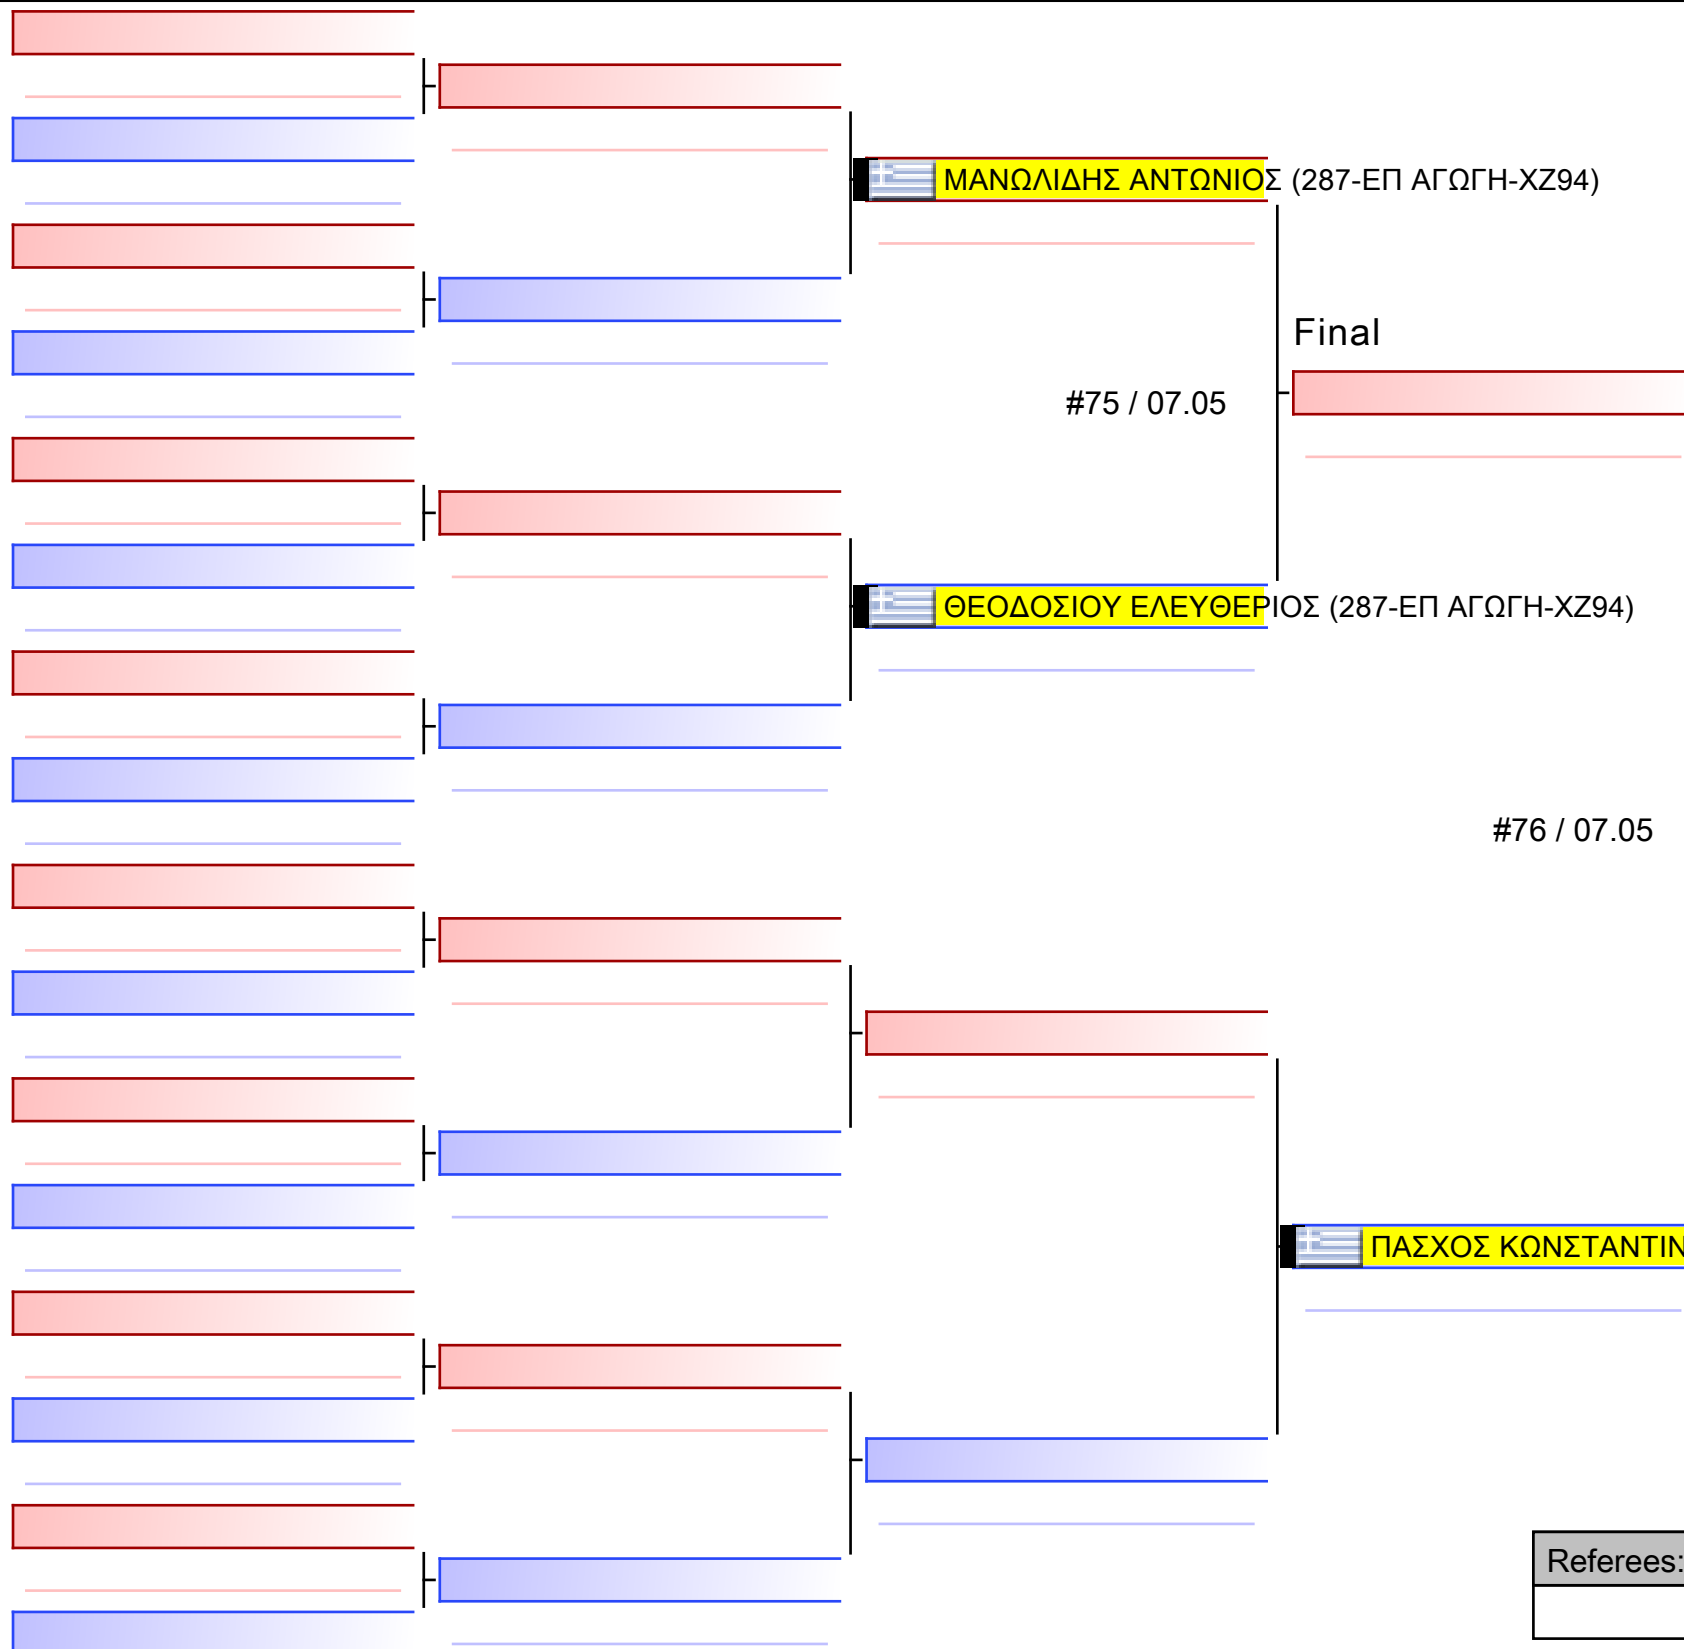 ΜΑΝΩΛΙΔΗΣ ΑΝΤΩΝΙΟΣ (287-ΕΠ ΑΓΩΓΗ-ΧΖ94)
Final
#75 / 07.05
ΘΕΟΔΟΣΙΟΥ ΕΛΕΥΘΕΡΙΟΣ (287-ΕΠ ΑΓΩΓΗ-ΧΖ94)
#76 / 07.05
ΠΑΣΧΟΣ ΚΩΝΣΤΑΝΤΙΝ
Referees: